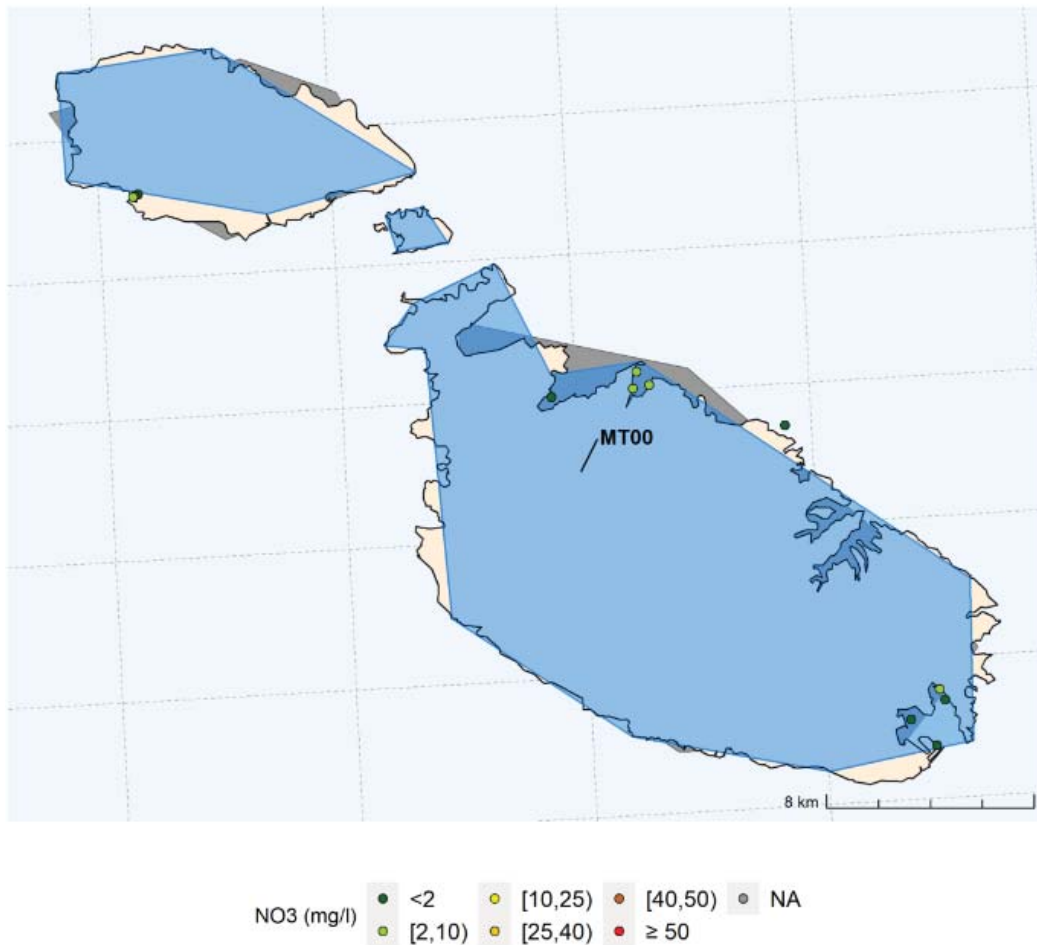 MT00
8 km
NO3 (mg/l)
<2
[10,25)
[40,50)
NA
[2,10)
[25,40)
≥ 50